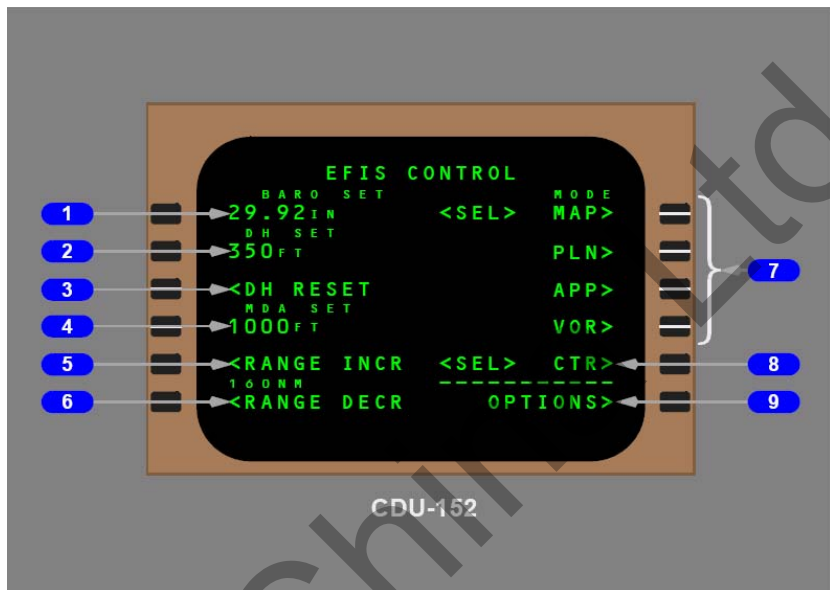 EFIS CONTROL
BARO SET MODE
1 29.92IN <SEL> MAP>
DH SET
2 350FT PLN>
3 <DH RESET APP> 7
MDA SET
4 1000FT VOR>
5 <RANGE INCR <SEL> CTR> 8
160NM -----------
6 <RANGE DECR OPTIONS> 9
CDU-152
Ltd